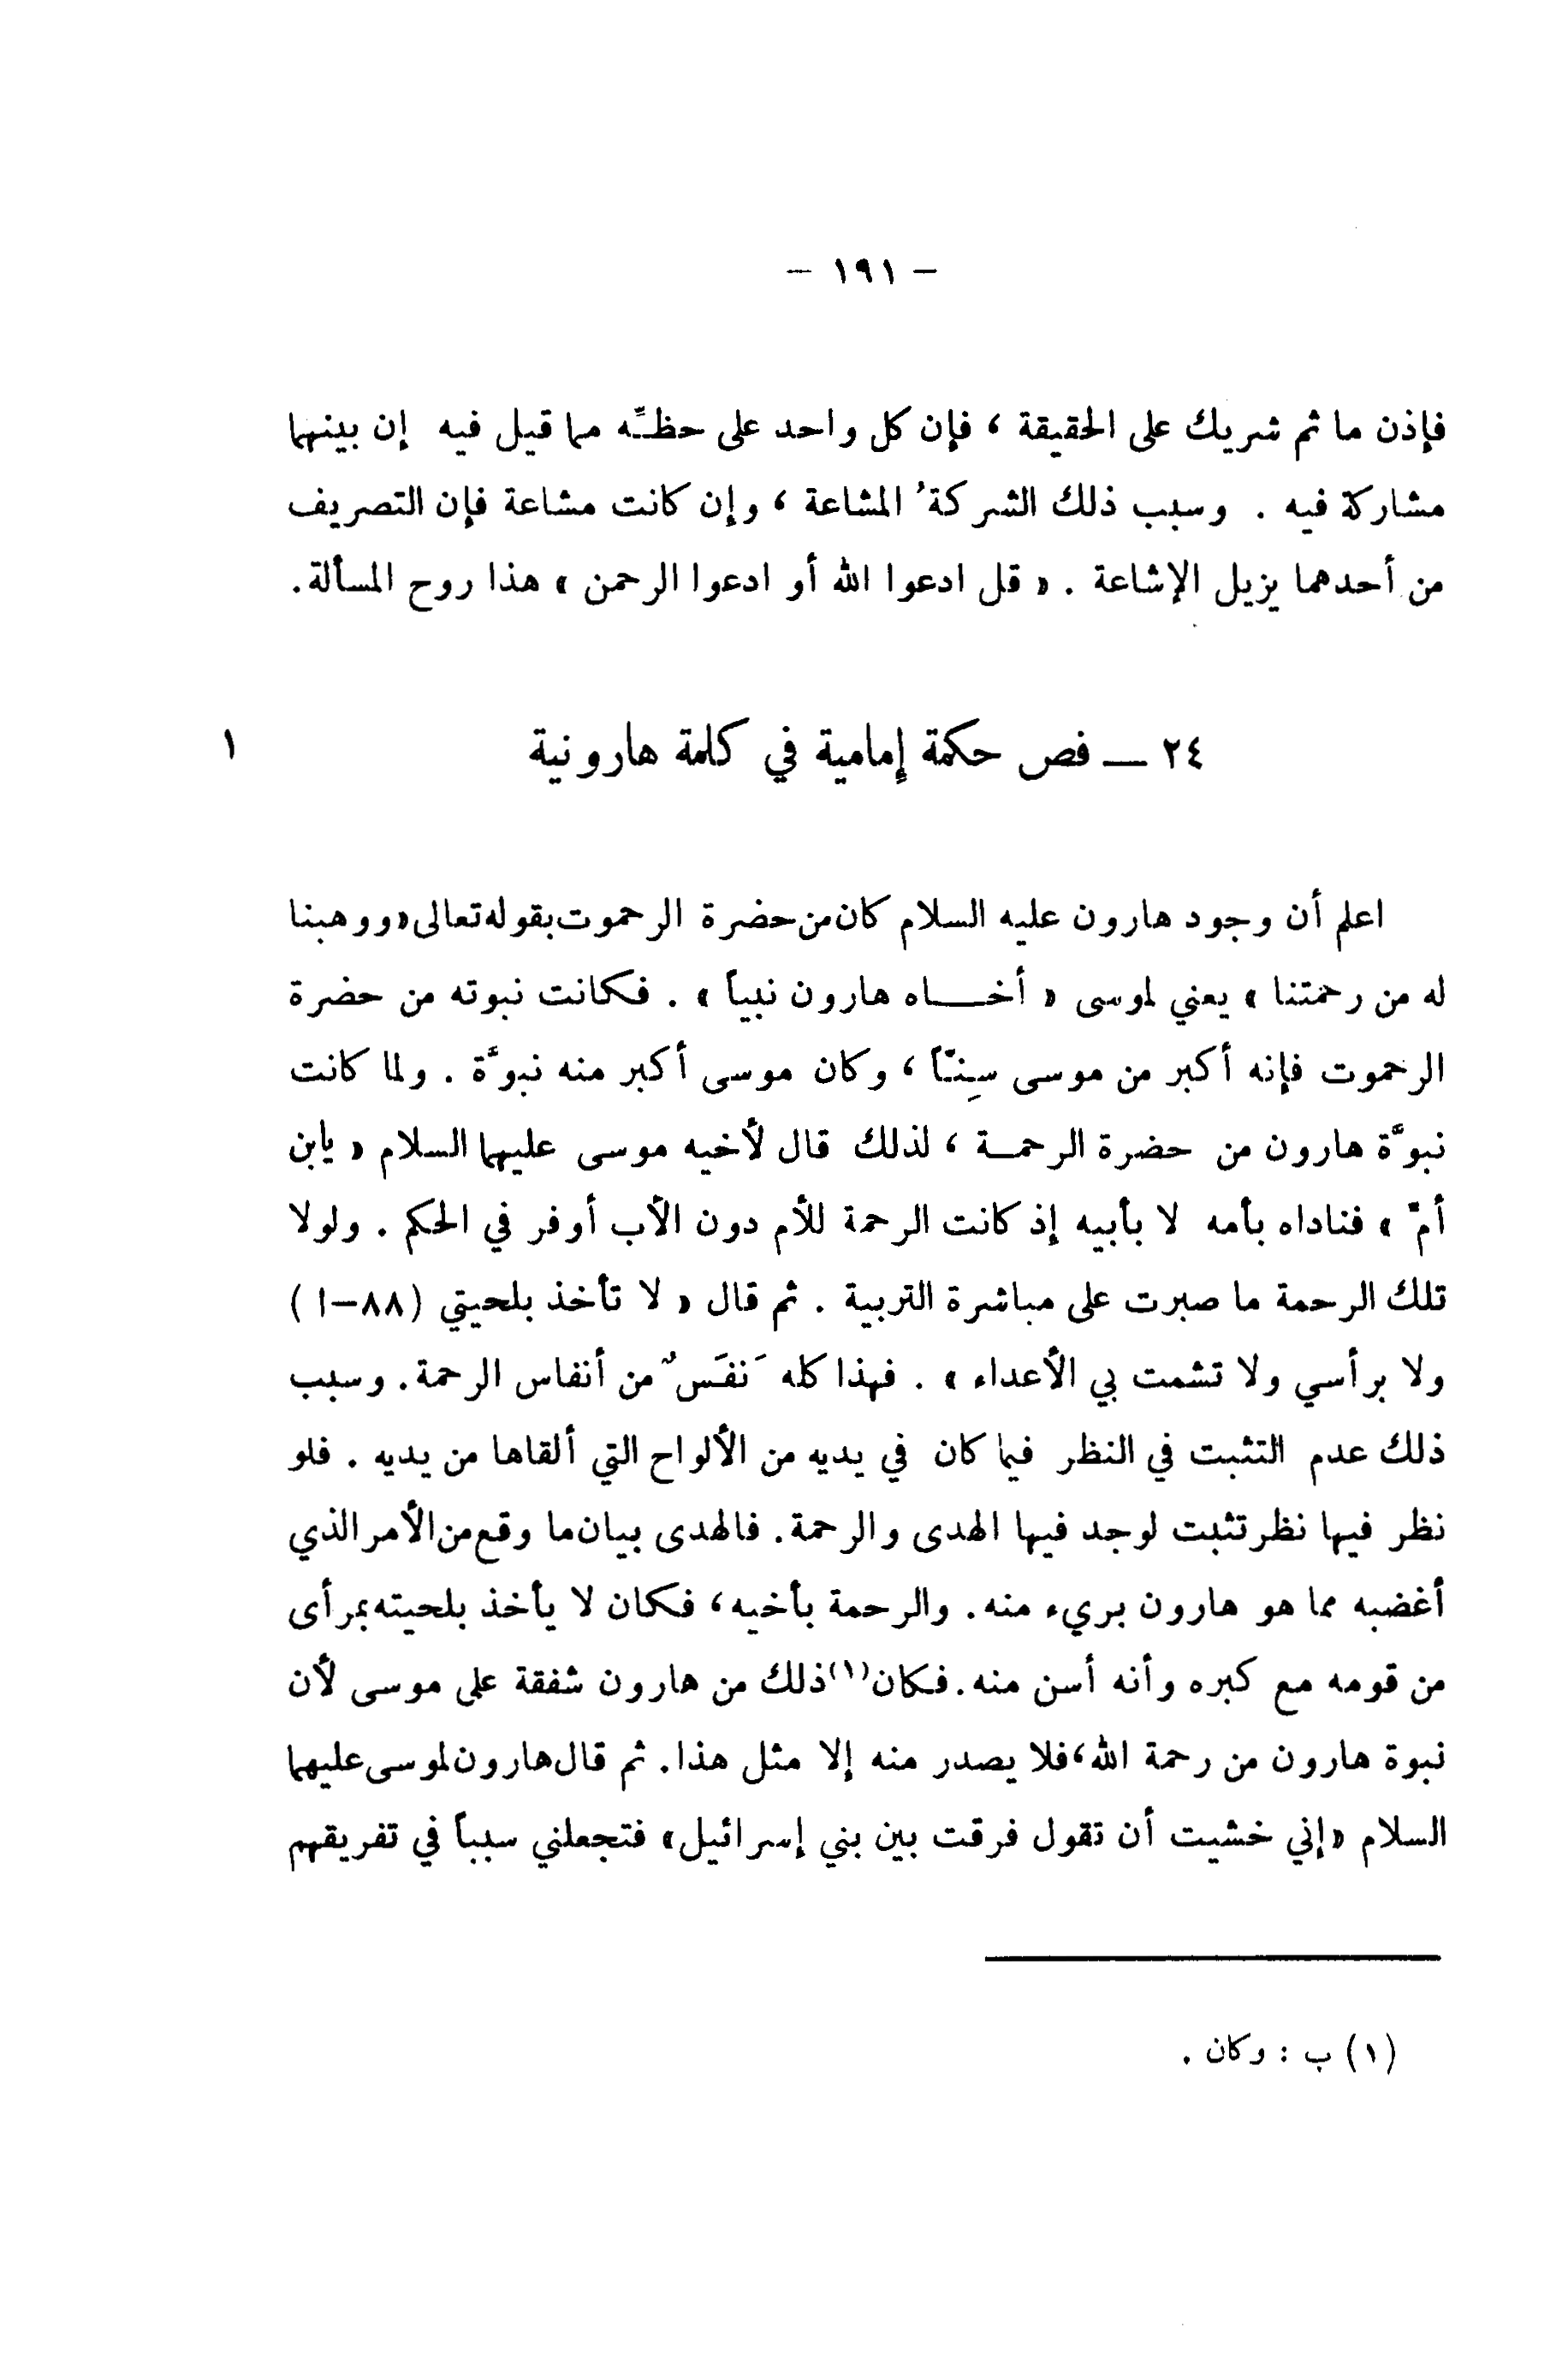 - ١٩١ -
فإذن ما ثم شريك على الحقيقة ، فإن كل واحد على حظـّه مما قيل فيه إن بينهما
مشاركة فيه . وسبب ذلك الشركةُ المشاعة ، وإن كانت مشاعة فإن التصريف
من أحدهما يزيل الإشاعة . « قل ادعوا الله أو ادعوا الرحمن » هذا روح المسألة.
٢٤ — فص حكمة إمامية في كلمة هارونية
١
اعلم أن وجود هارون عليه السلام كان من حضرة الرحموت بقوله تعالى « ووهبنا
له من رحمتنا » يعني لموسى « أخـــاه هارون نبياً » . فكانت نبوته من حضرة
الرحموت فإنه أكبر من موسى سِنـّاً ، وكان موسى أكبر منه نبوَّة . ولما كانت
نبوَّة هارون من حضرة الرحمـة ، لذلك قال لأخيه موسى عليهما السلام « يابن
أمّ » فناداه بأمه لا بأبيه إذ كانت الرحمة للأم دون الأب أوفر في الحكم . ولولا
تلك الرحمة ما صبرت على مباشرة التربية . ثم قال « لا تأخذ بلحيتي (٨٨-ا )
ولا برأسي ولا تشمت بي الأعداء » . فهذا كله نَفَسٌ من أنفاس الرحمة. وسبب
ذلك عدم التثبت في النظر فيما كان في يديه من الألواح التي ألقاها من يديه . فلو
نظر فيها نظر تثبت لوجد فيها الهدى والرحمة. فالهدى بيان ما وقع من الأمر الذي
أغضبه مما هو هارون بريء منه. والرحمة بأخيه، فكان لا يأخذ بلحيته بمرأى
من قومه مع كبره وأنه أسن منه. فكان(١) ذلك من هارون شفقة على موسى لأن
نبوة هارون من رحمة الله، فلا يصدر منه إلا مثل هذا. ثم قال هارون لموسى عليهما
السلام «إني خشيت أن تقول فرقت بين بني إسرائيل» فتجعلني سبباً في تفريقهم
(١) ب : وكان .